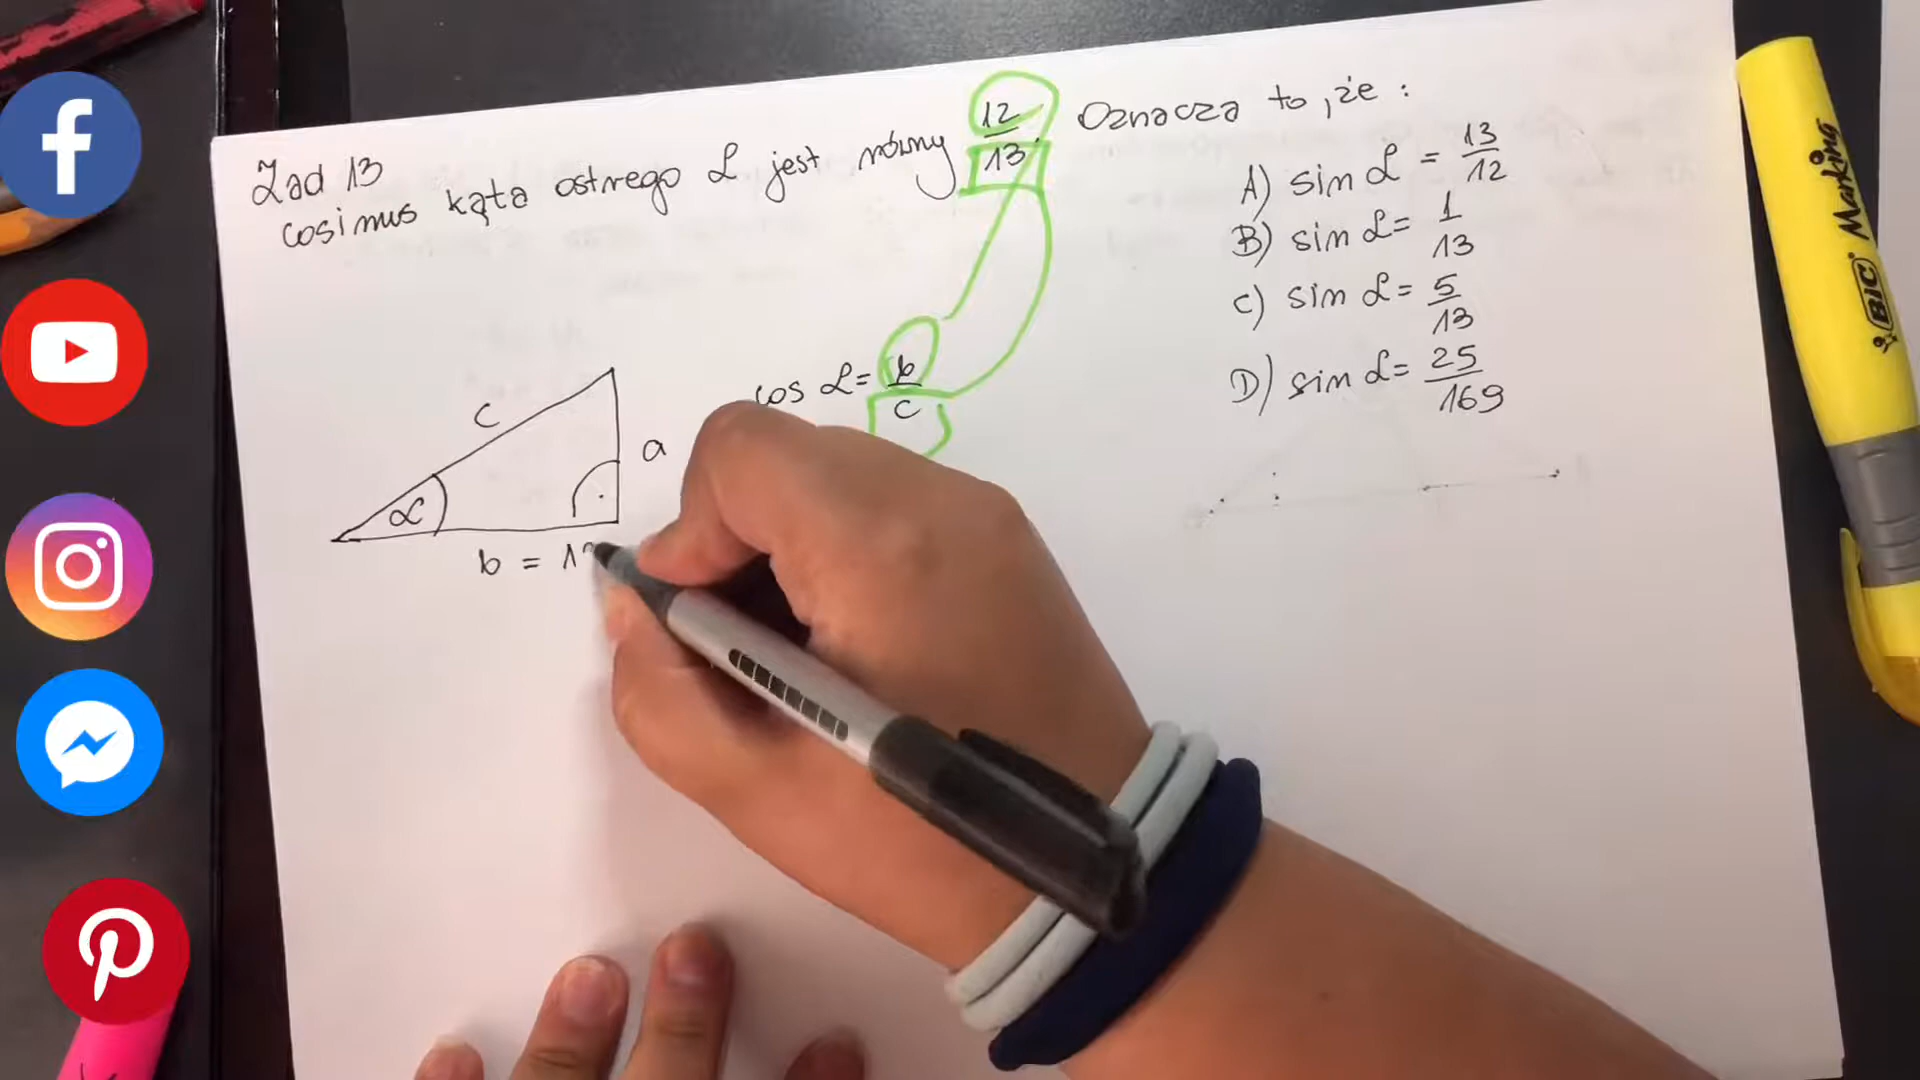 Zad 13
cosinus kąta ostrego α jest równy 12/13. Oznacza to, że:
A) sin α = 13/12
B) sin α = 1/13
C) sin α = 5/13
D) sin α = 25/169
cos α = b/c
c
a
α
b = 12
BIC Marking